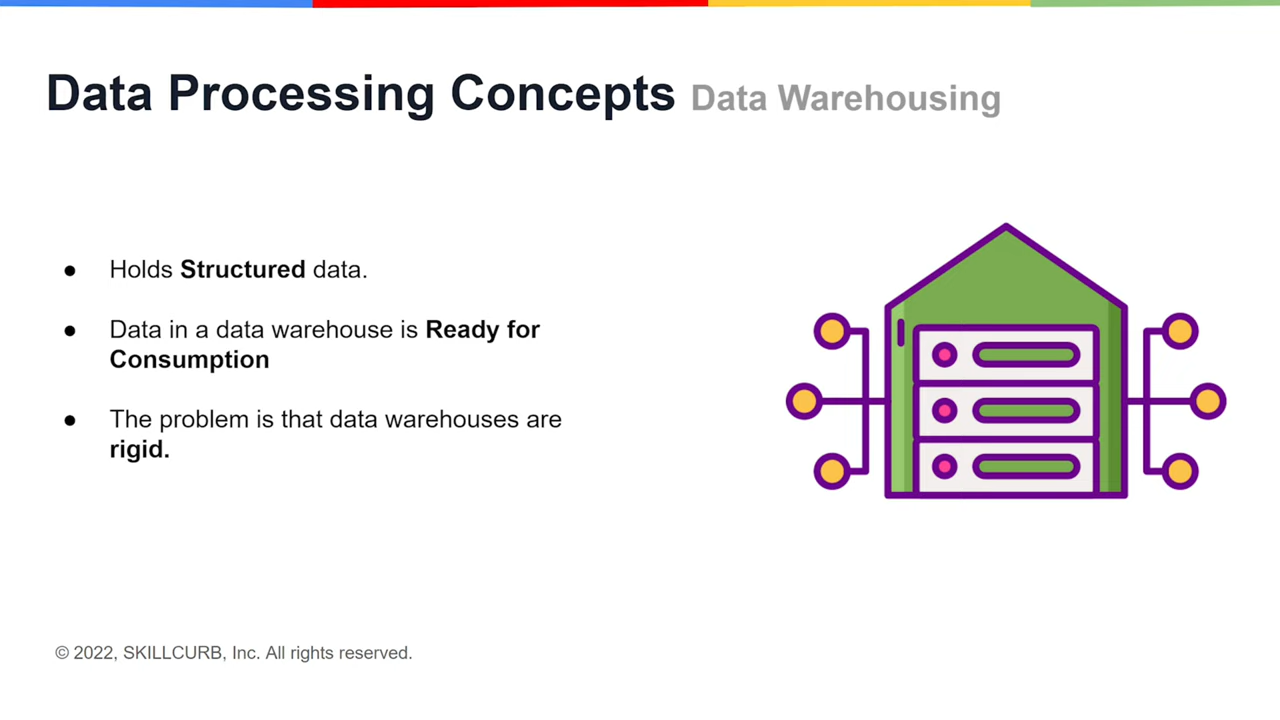 Data Processing Concepts Data Warehousing
● Holds Structured data.
● Data in a data warehouse is Ready for
Consumption
● The problem is that data warehouses are
rigid.
© 2022, SKILLCURB, Inc. All rights reserved.